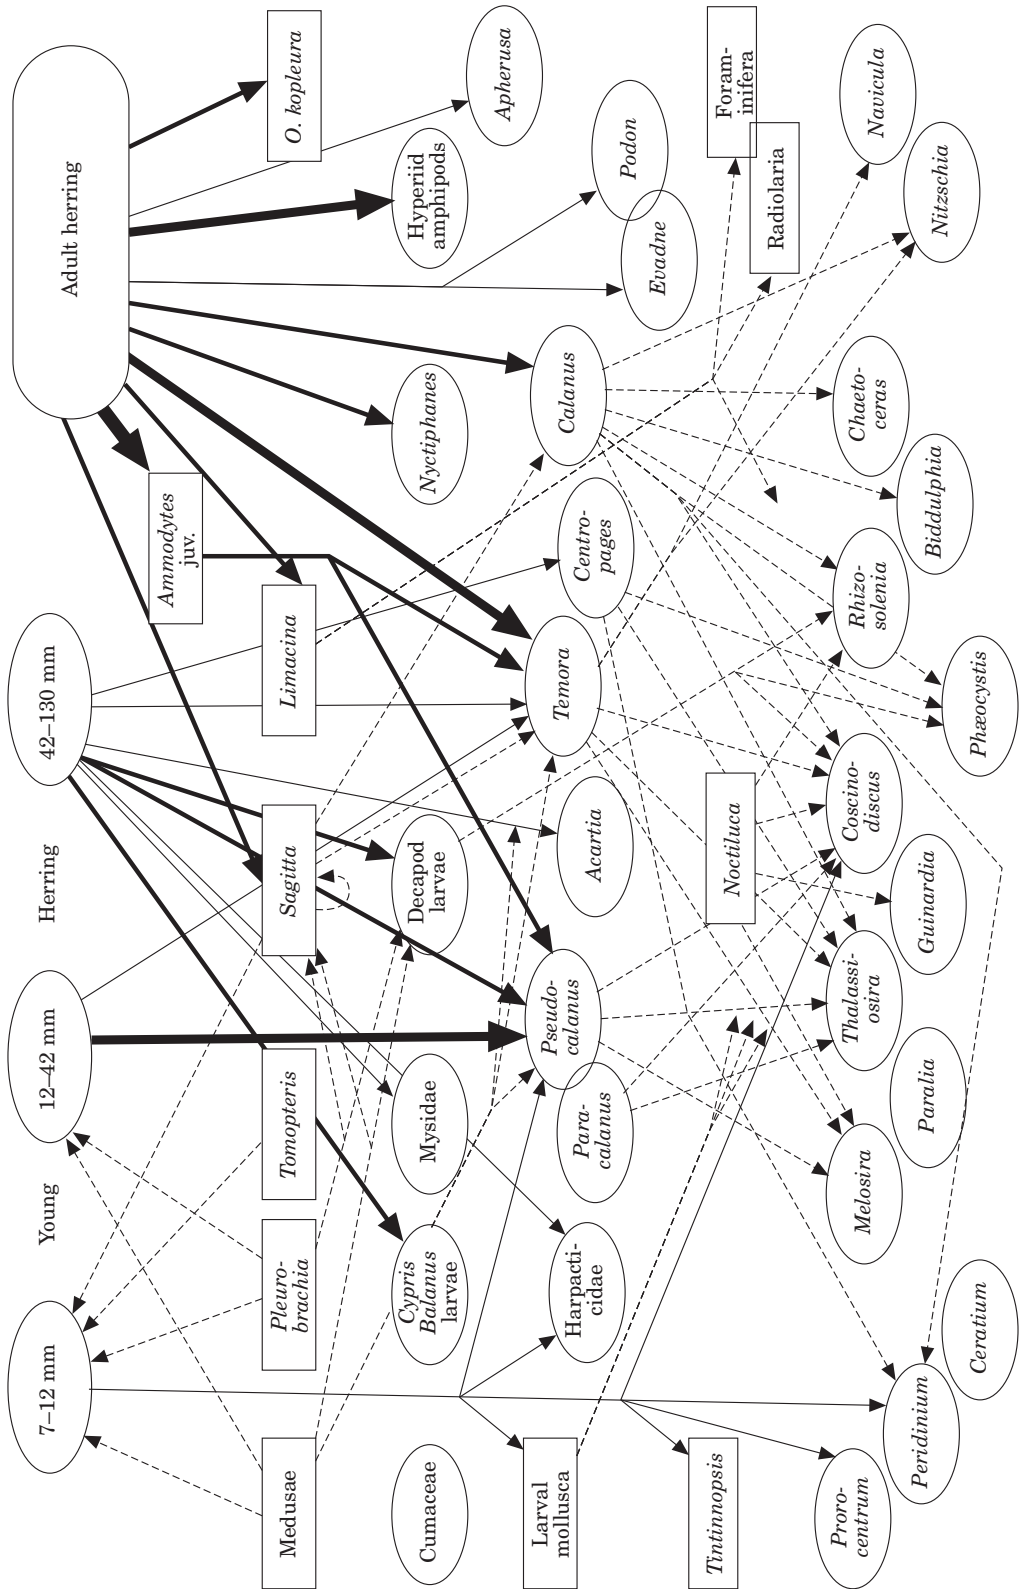 Herring
Young
7–12 mm
12–42 mm
42–130 mm
Adult herring
Ammodytes
juv.
Medusae
Pleuro-
brachia
Tomopteris
Sagitta
Limacina
O. kopleura
Cumaceae
Cypris
Balanus
larvae
Mysidae
Decapod
larvae
Nyctiphanes
Hyperiid
amphipods
Apherusa
Larval
mollusca
Harpacti-
cidae
Para-
calanus
Pseudo-
calanus
Acartia
Temora
Centro-
pages
Calanus
Evadne
Podon
Tintinnopsis
Noctiluca
Radiolaria
Foram-
inifera
Proro-
centrum
Peridinium
Ceratium
Melosira
Paralia
Thalassi-
osira
Guinardia
Coscino-
discus
Phæocystis
Rhizo-
solenia
Biddulphia
Chaeto-
ceras
Nitzschia
Navicula